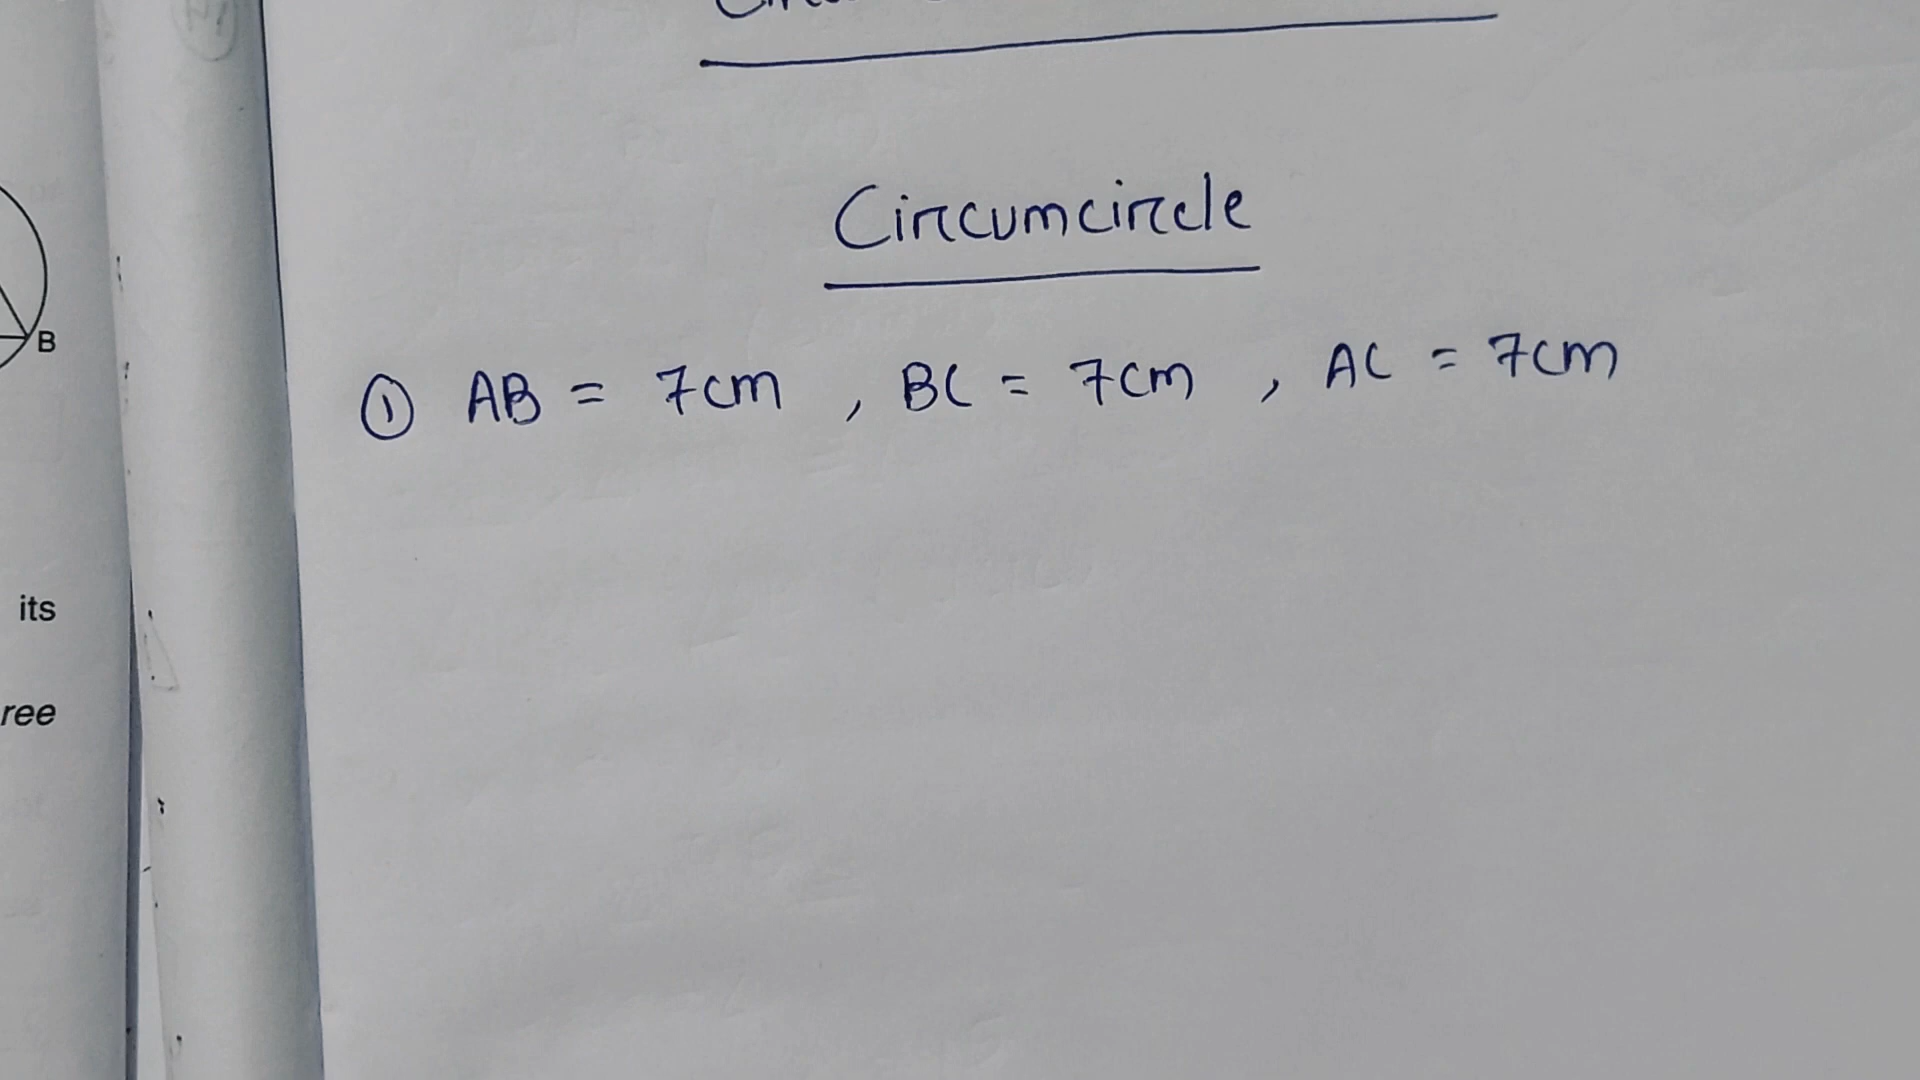 Circumcircle
① AB = 7cm , BC = 7cm , AC = 7cm
B
its
ree